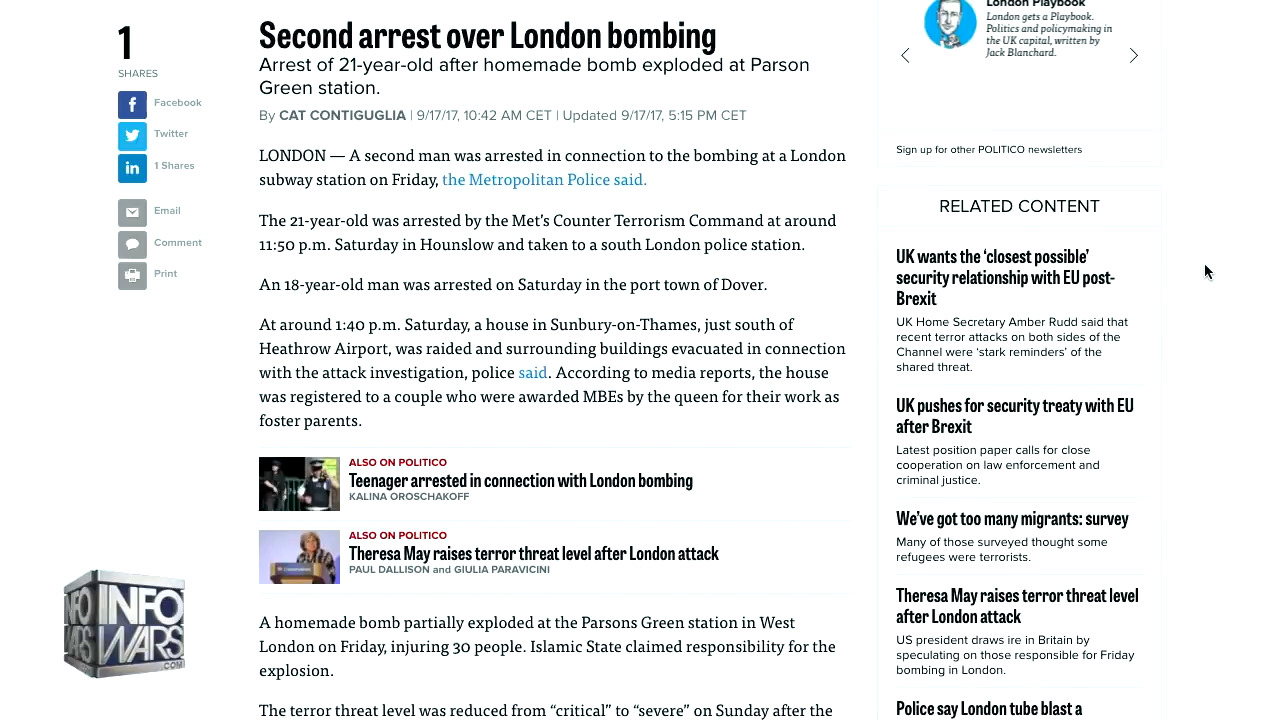 1
SHARES
Facebook
Twitter
1 Shares
Email
Comment
Print
Second arrest over London bombing
Arrest of 21-year-old after homemade bomb exploded at Parson
Green station.
By CAT CONTIGUGLIA | 9/17/17, 10:42 AM CET | Updated 9/17/17, 5:15 PM CET
LONDON — A second man was arrested in connection to the bombing at a London
subway station on Friday, the Metropolitan Police said.
The 21-year-old was arrested by the Met's Counter Terrorism Command at around
11:50 p.m. Saturday in Hounslow and taken to a south London police station.
An 18-year-old man was arrested on Saturday in the port town of Dover.
At around 1:40 p.m. Saturday, a house in Sunbury-on-Thames, just south of
Heathrow Airport, was raided and surrounding buildings evacuated in connection
with the attack investigation, police said. According to media reports, the house
was registered to a couple who were awarded MBEs by the queen for their work as
foster parents.
ALSO ON POLITICO
Teenager arrested in connection with London bombing
KALINA OROSCHAKOFF
ALSO ON POLITICO
Theresa May raises terror threat level after London attack
PAUL DALLISON and GIULIA PARAVICINI
A homemade bomb partially exploded at the Parsons Green station in West
London on Friday, injuring 30 people. Islamic State claimed responsibility for the
explosion.
The terror threat level was reduced from “critical” to “severe” on Sunday after the
London Playbook
London gets a Playbook.
Politics and policymaking in
the UK capital, written by
Jack Blanchard.
Sign up for other POLITICO newsletters
RELATED CONTENT
UK wants the ‘closest possible’
security relationship with EU post-
Brexit
UK Home Secretary Amber Rudd said that
recent terror attacks on both sides of the
Channel were ‘stark reminders’ of the
shared threat.
UK pushes for security treaty with EU
after Brexit
Latest position paper calls for close
cooperation on law enforcement and
criminal justice.
We've got too many migrants: survey
Many of those surveyed thought some
refugees were terrorists.
Theresa May raises terror threat level
after London attack
US president draws ire in Britain by
speculating on those responsible for Friday
bombing in London.
Police say London tube blast a
INFO
WARS
.COM